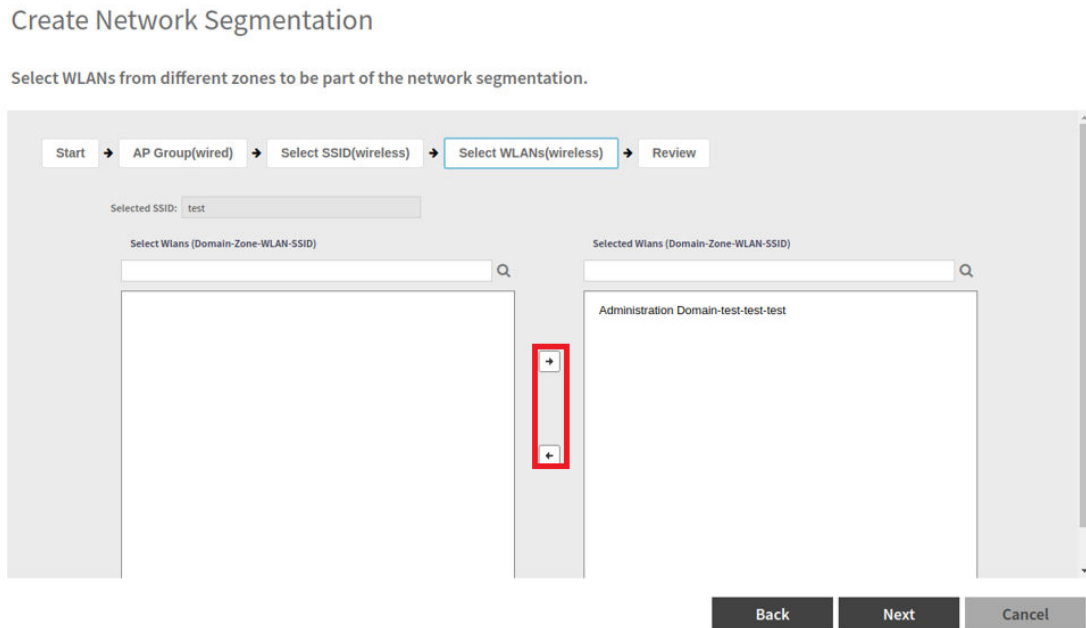 Create Network Segmentation
Select WLANs from different zones to be part of the network segmentation.
Start → AP Group(wired) → Select SSID(wireless) → Select WLANs(wireless) → Review
Selected SSID: test
Select Wlans (Domain-Zone-WLAN-SSID)
Selected Wlans (Domain-Zone-WLAN-SSID)
Administration Domain-test-test-test
Back Next Cancel